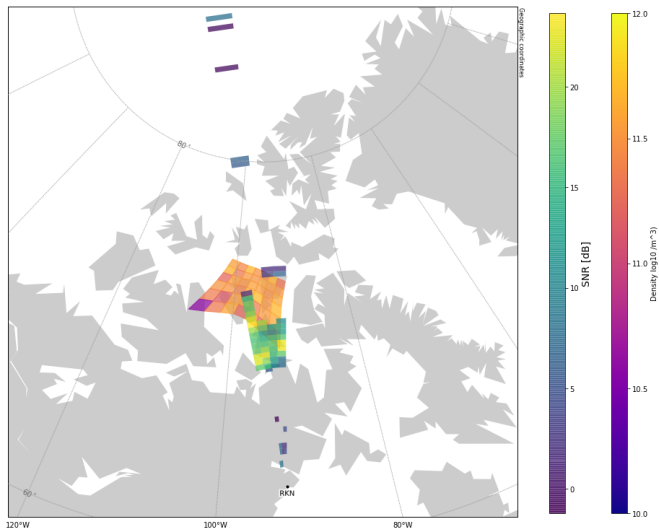 Geographic coordinates
80°
60°
RKN
120°W
100°W
80°W
20
15
10
5
0
SNR [dB]
12.0
11.5
11.0
10.5
10.0
Density log10 /m^3)